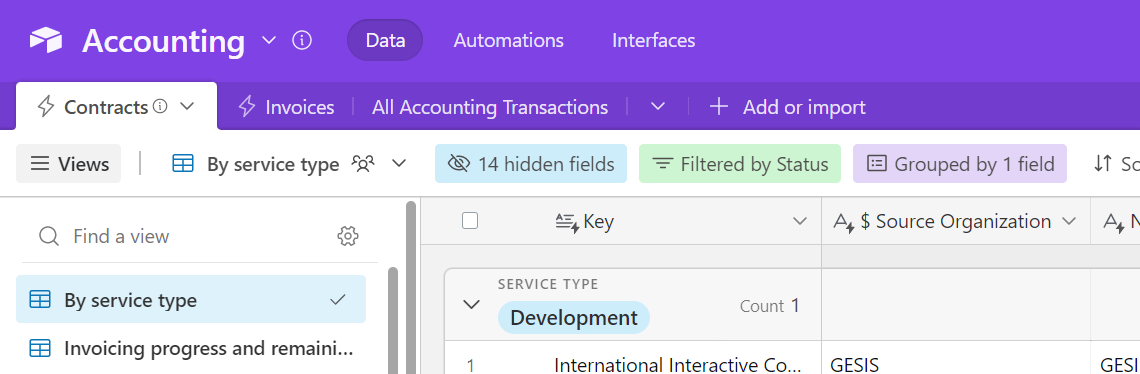 Accounting Data Automations Interfaces
Contracts Invoices All Accounting Transactions Add or import
Views By service type 14 hidden fields Filtered by Status Grouped by 1 field
Find a view
Key $ Source Organization
SERVICE TYPE
By service type
Development Count 1
Invoicing progress and remaini...
1 International Interactive Co... GESIS